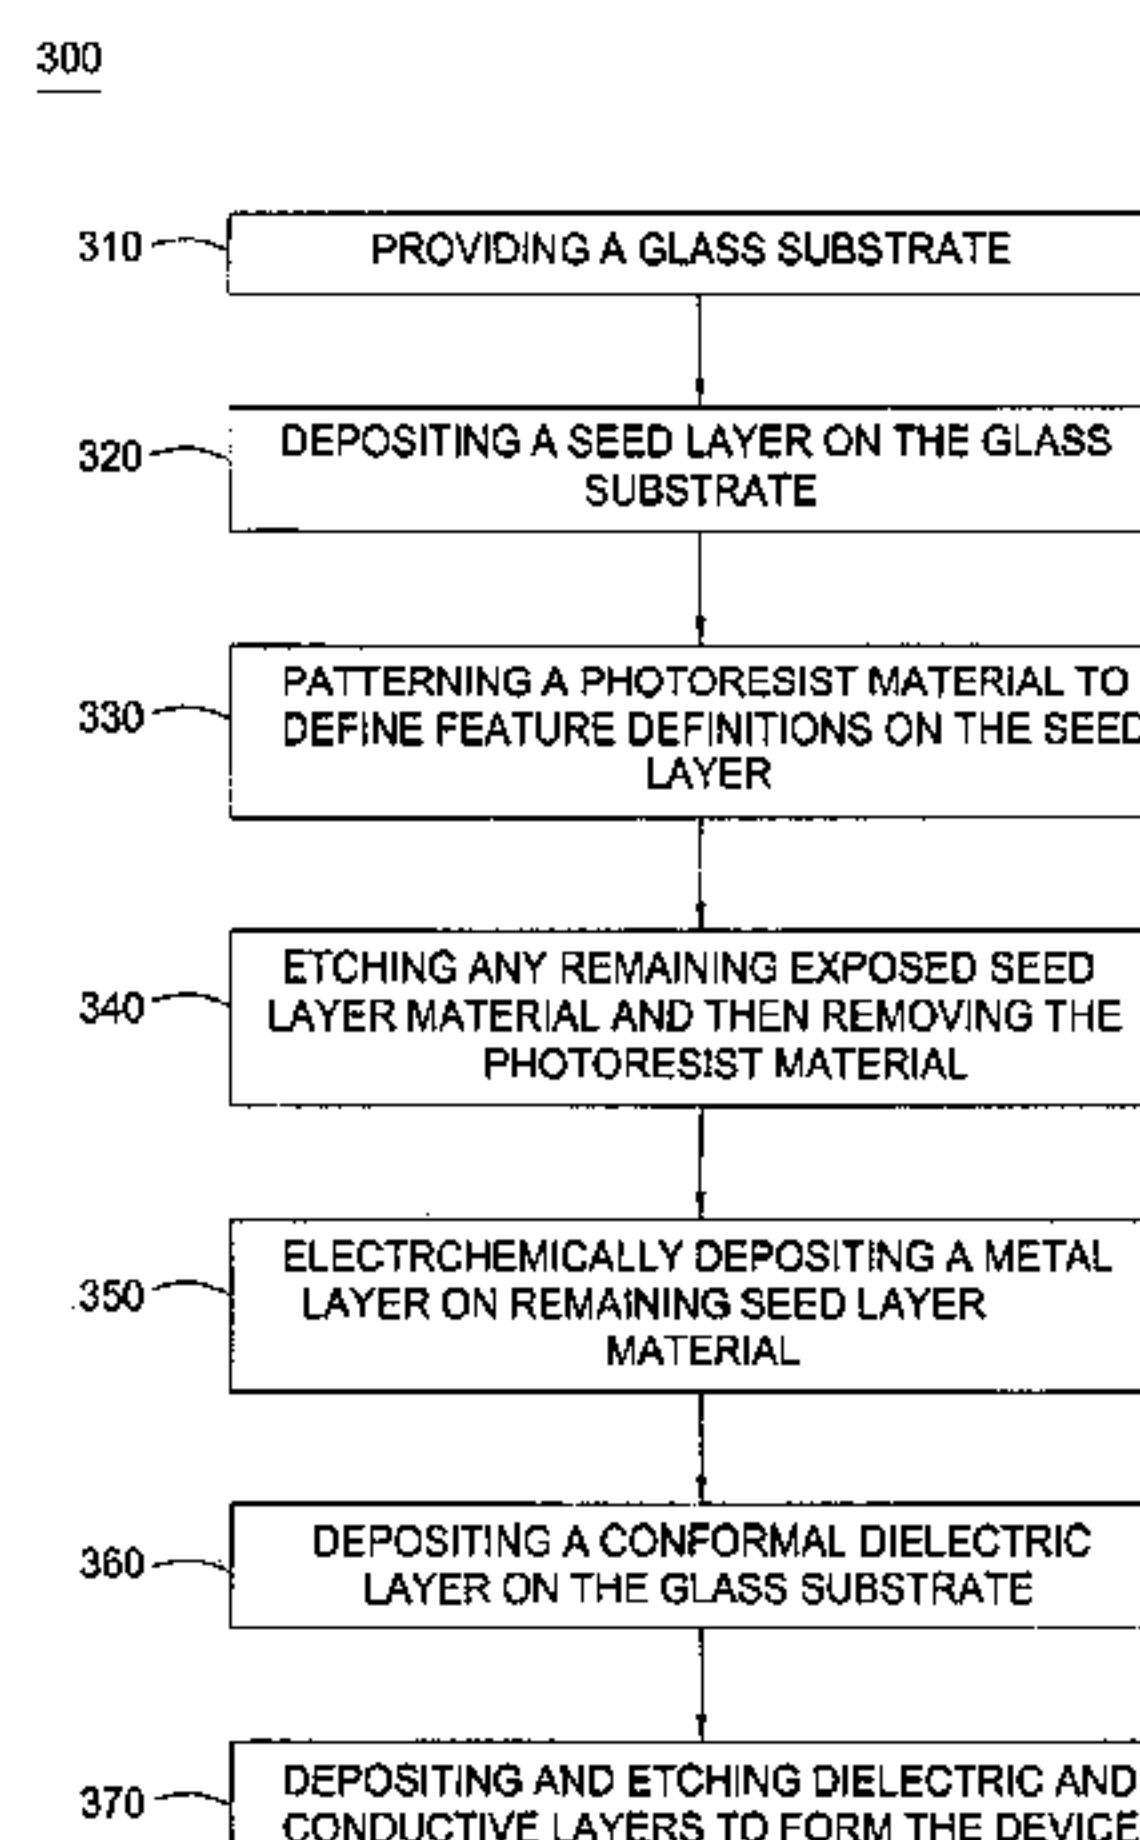 300
310
PROVIDING A GLASS SUBSTRATE
320
DEPOSITING A SEED LAYER ON THE GLASS
SUBSTRATE
330
PATTERNING A PHOTORESIST MATERIAL TO
DEFINE FEATURE DEFINITIONS ON THE SEED
LAYER
340
ETCHING ANY REMAINING EXPOSED SEED
LAYER MATERIAL AND THEN REMOVING THE
PHOTORESIST MATERIAL
350
ELECTRCHEMICALLY DEPOSITING A METAL
LAYER ON REMAINING SEED LAYER
MATERIAL
360
DEPOSITING A CONFORMAL DIELECTRIC
LAYER ON THE GLASS SUBSTRATE
370
DEPOSITING AND ETCHING DIELECTRIC AND
CONDUCTIVE LAYERS TO FORM THE DEVICE